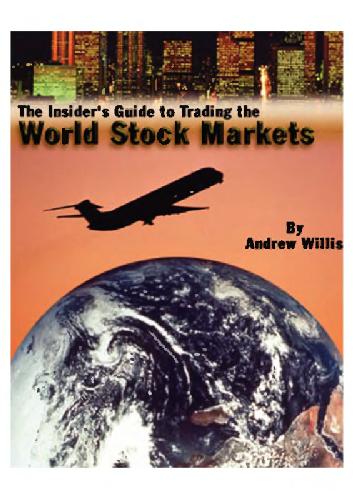 The Insider's Guide to Trading the
World Stock Markets
By
Andrew Willis